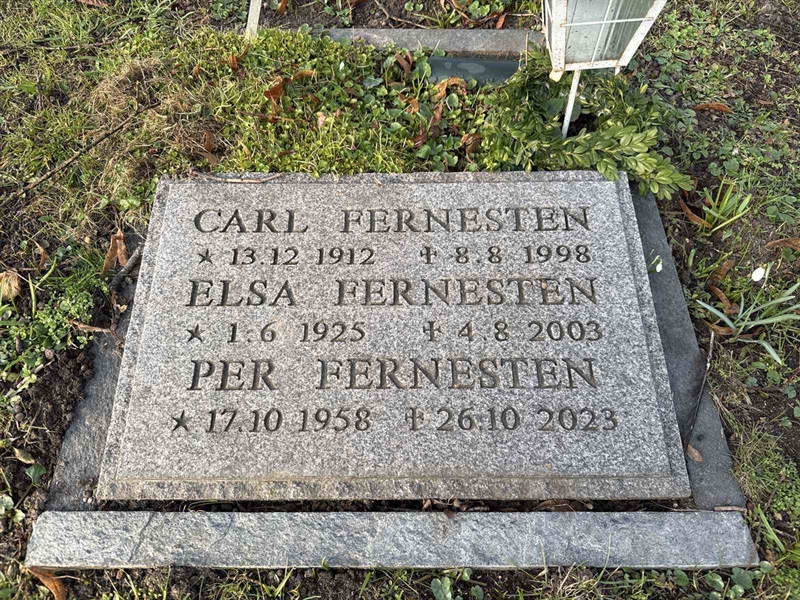 CARL FERNESTEN
★ 13.12 1912 ✝ 8.8 1998
ELSA FERNESTEN
★ 1.6 1925 ✝ 4.8 2003
PER FERNESTEN
★ 17.10 1958 ✝ 26.10 2023